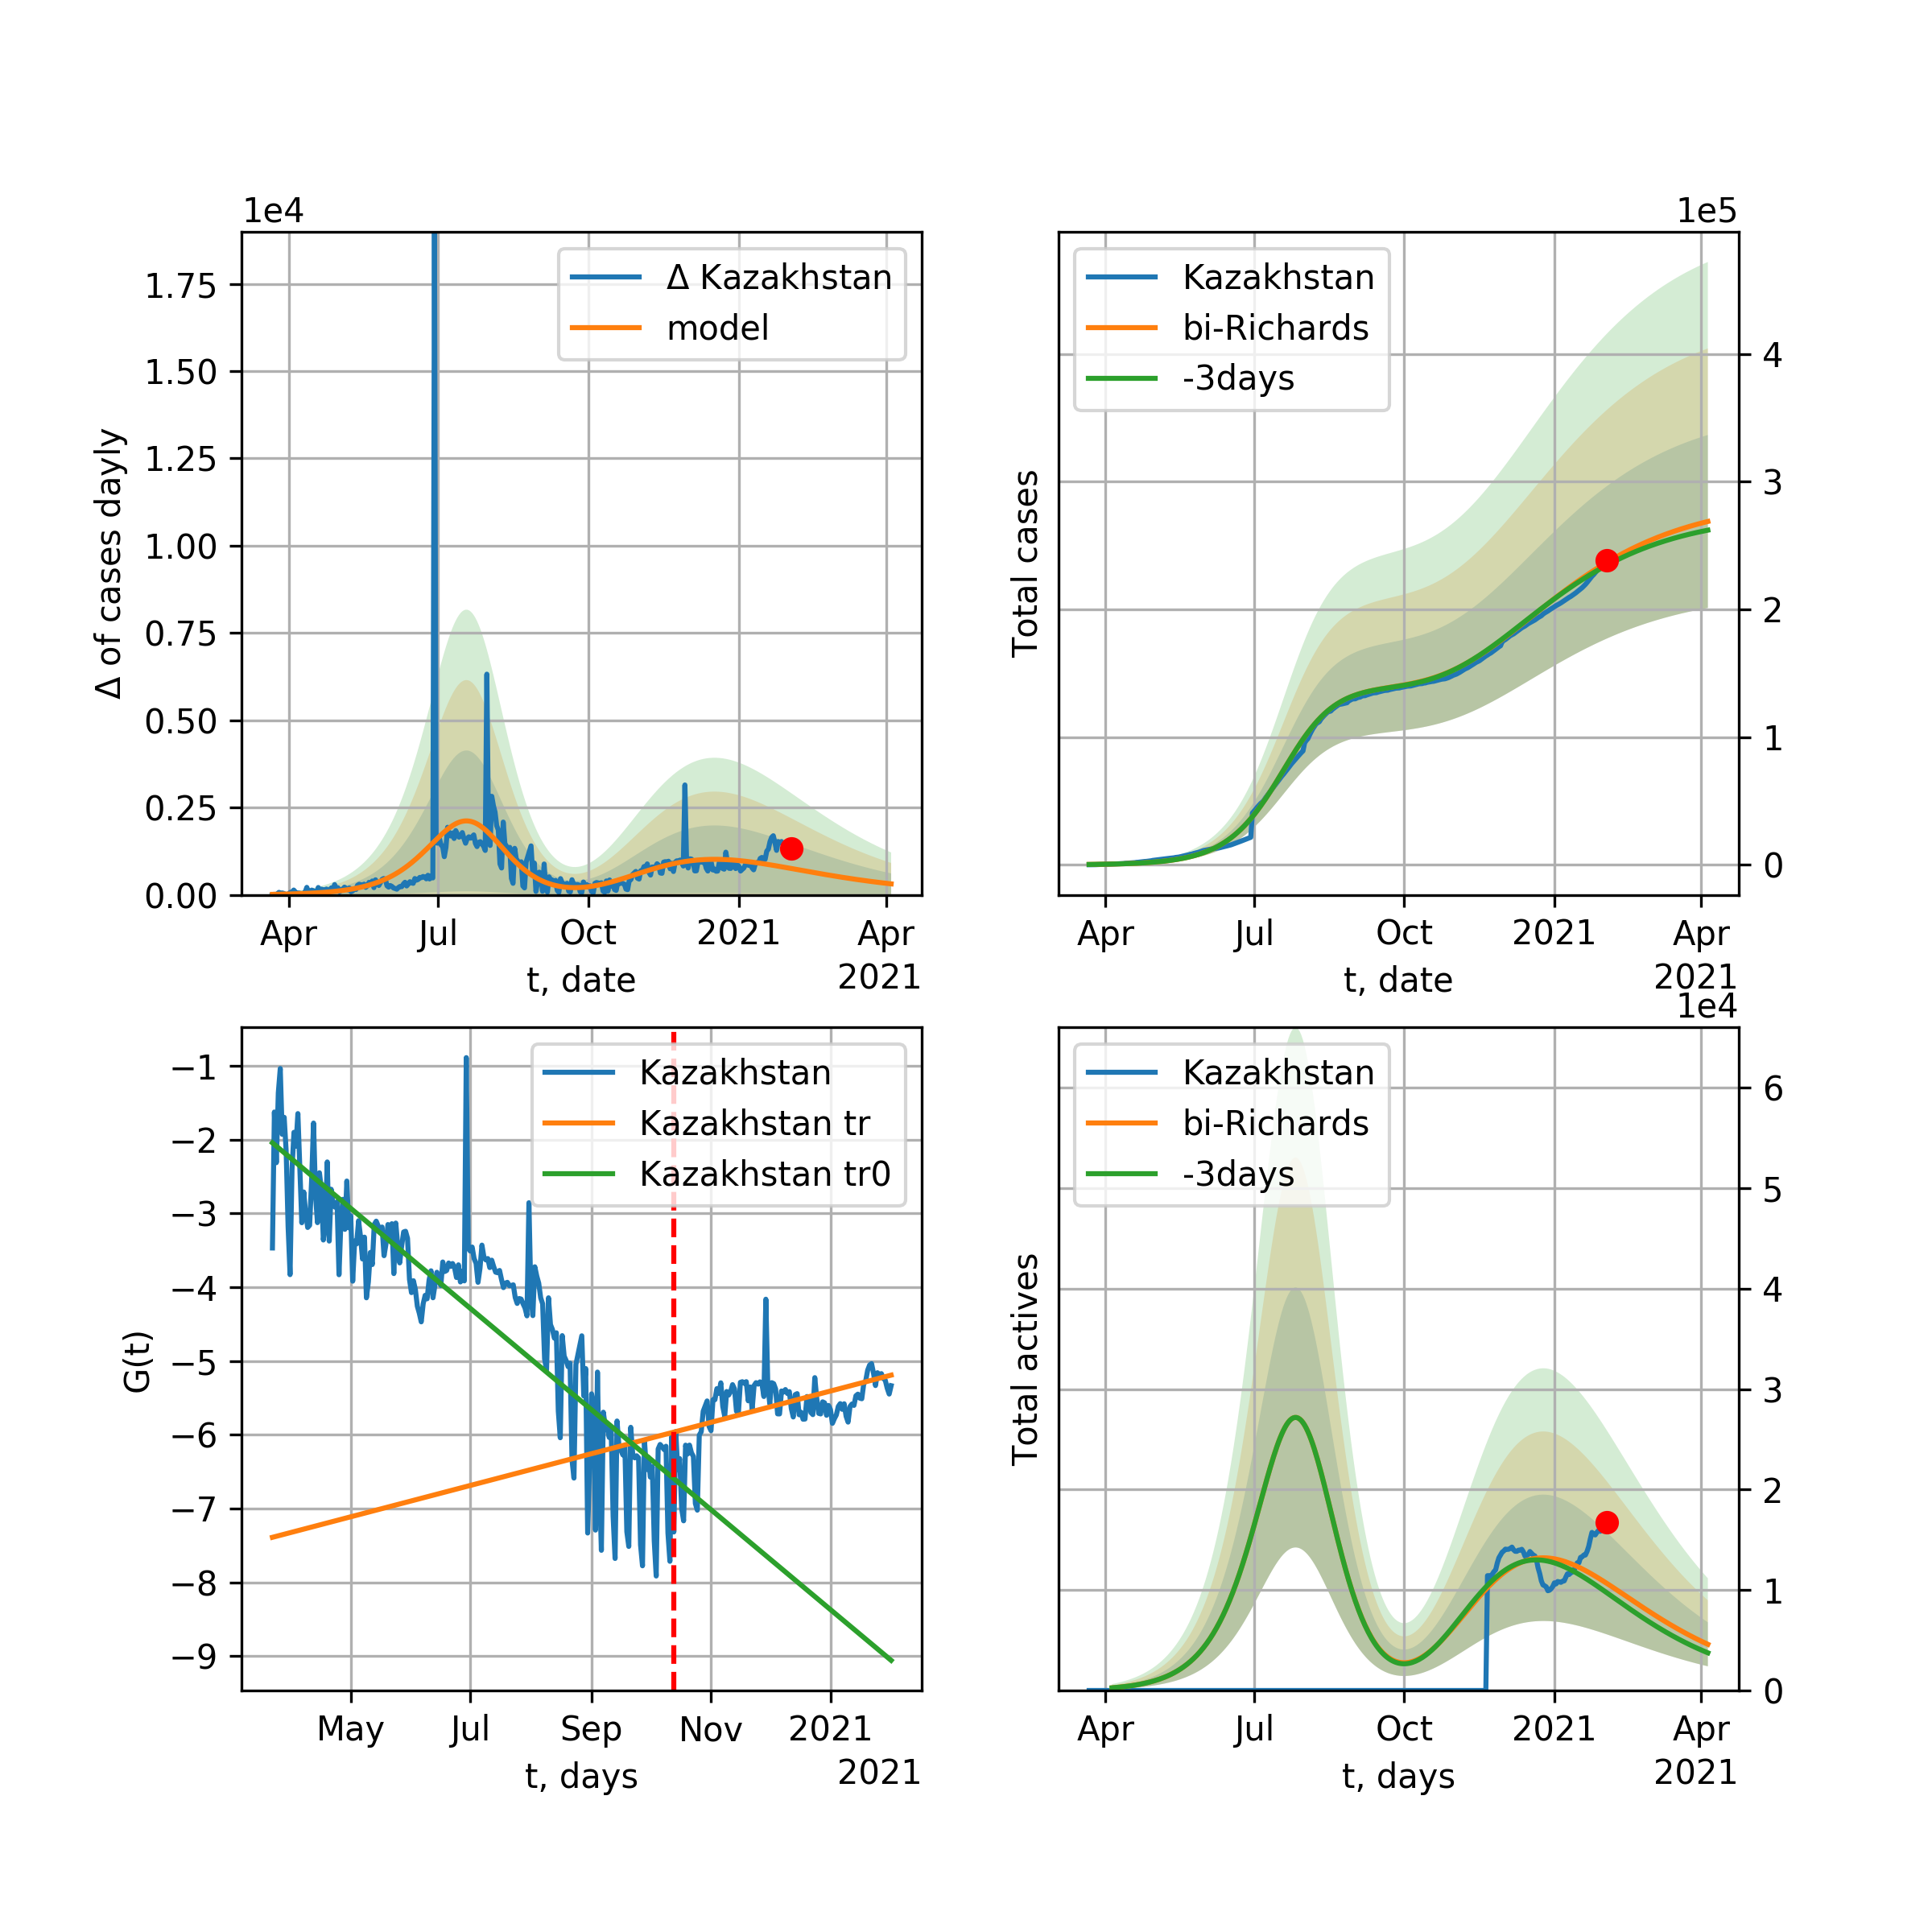 1e4
Δ of cases dayly
1.75
1.50
1.25
1.00
0.75
0.50
0.25
0.00
Δ Kazakhstan
model
Apr Jul Oct 2021 Apr
2021
t, date
1e5
Total cases
Kazakhstan
bi-Richards
-3days
4
3
2
1
0
Apr Jul Oct 2021 Apr
2021
t, date
G(t)
−1
−2
−3
−4
−5
−6
−7
−8
−9
Kazakhstan
Kazakhstan tr
Kazakhstan tr0
May Jul Sep Nov 2021
2021
t, days
1e4
Total actives
Kazakhstan
bi-Richards
-3days
6
5
4
3
2
1
0
Apr Jul Oct 2021 Apr
2021
t, days